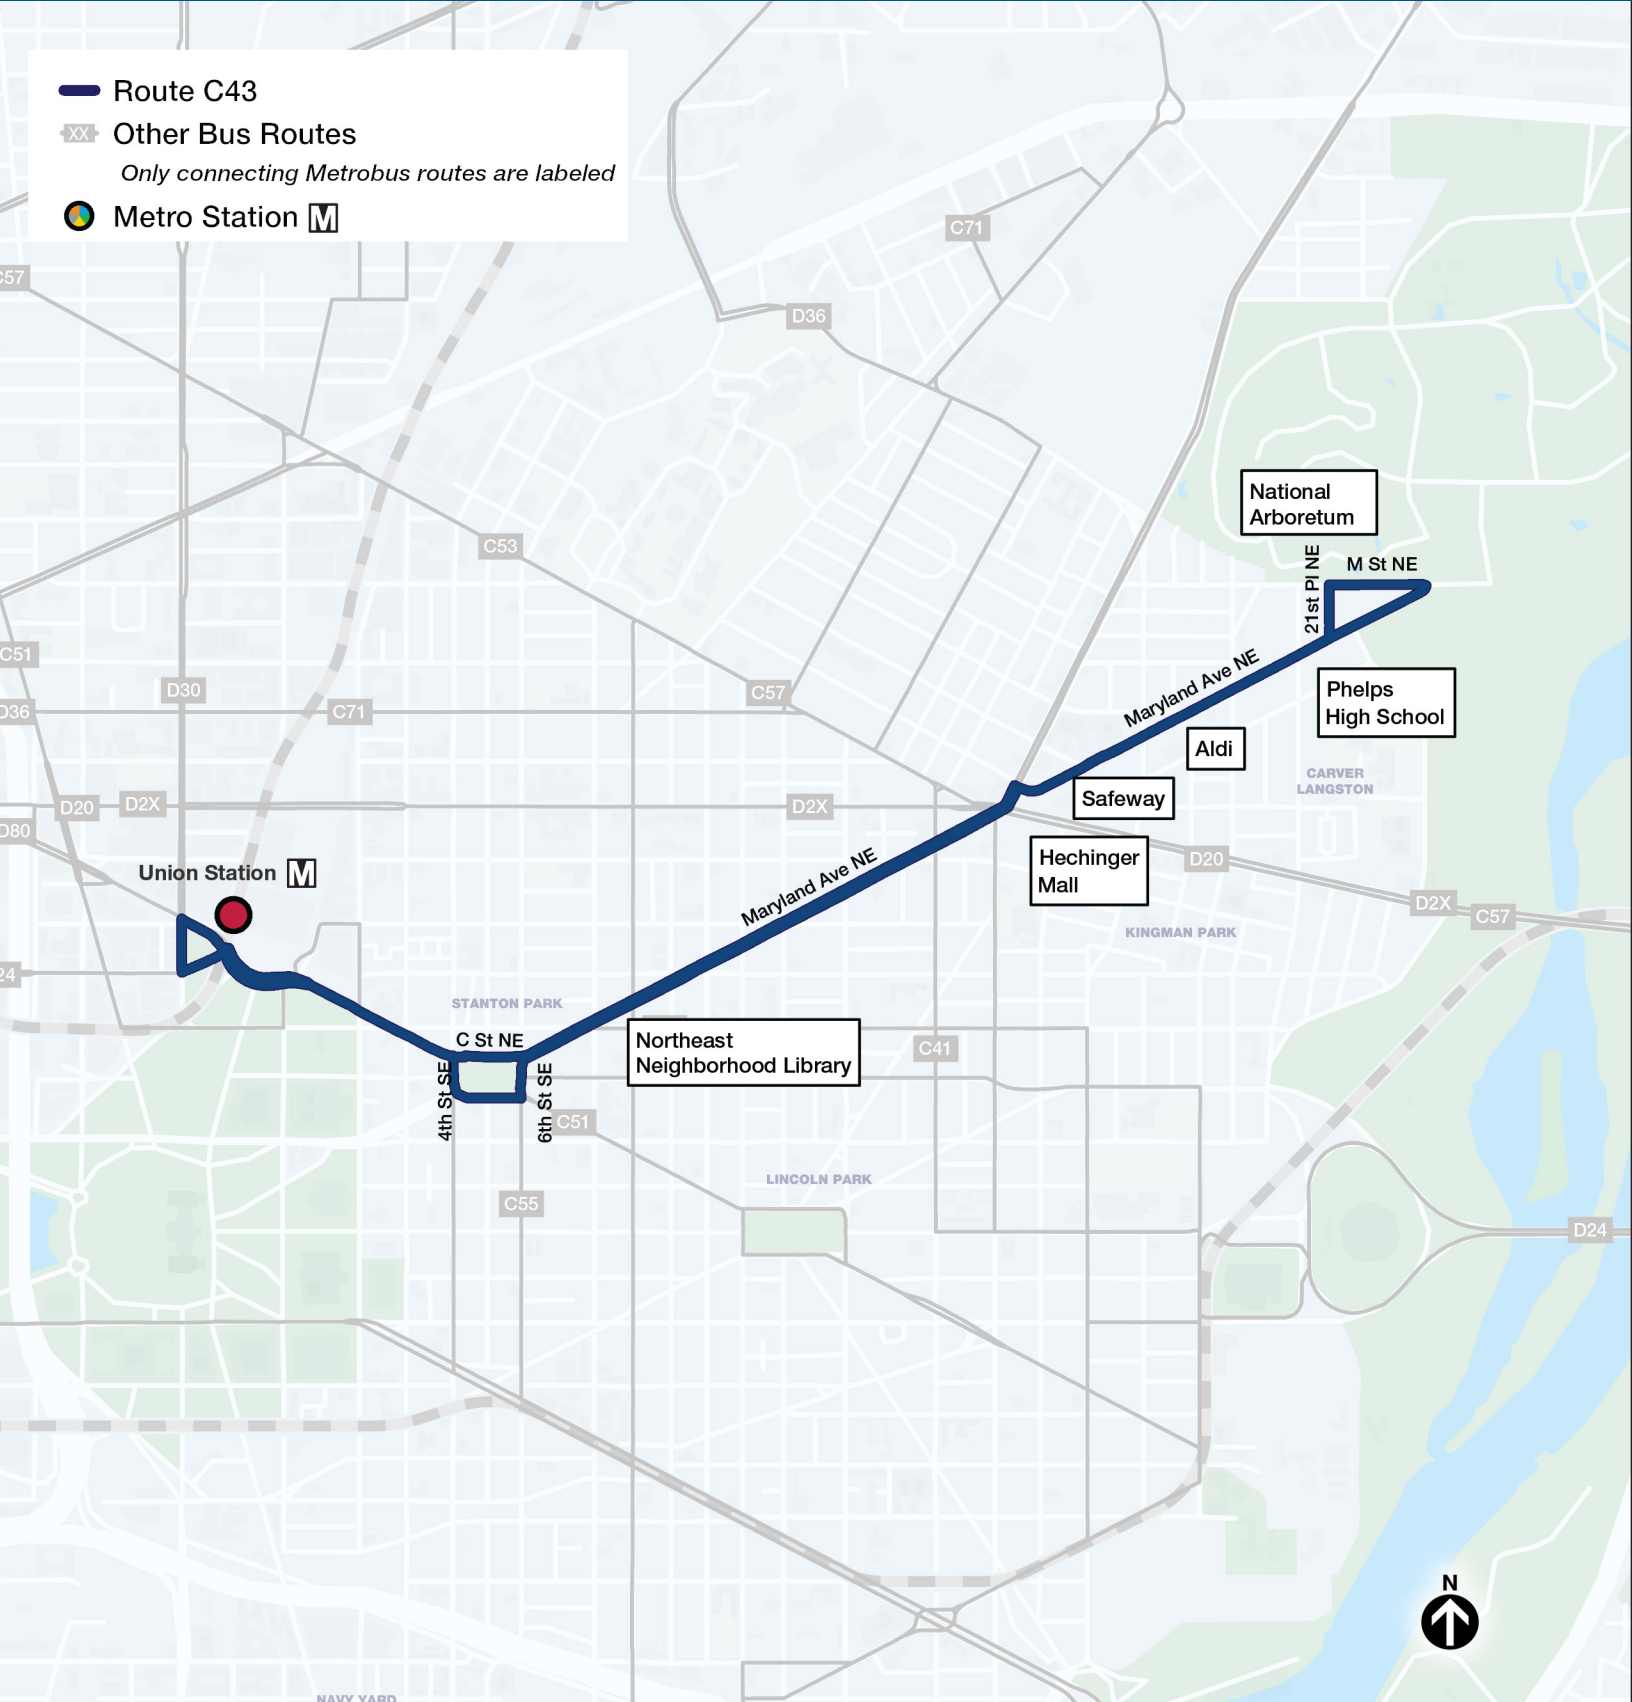 Route C43
XX
Other Bus Routes
Only connecting Metrobus routes are labeled
Metro Station M
C71
C57
D36
National
Arboretum
C53
21st Pl NE
M St NE
C51
Maryland Ave NE
D30
C57
Phelps
High School
D36
C71
Aldi
CARVER
LANGSTON
Safeway
D20
D2X
D2X
D80
Hechinger
Mall
D20
Union Station M
Maryland Ave NE
D2X
C57
KINGMAN PARK
24
STANTON PARK
C St NE
Northeast
Neighborhood Library
C41
4th St SE
6th St SE
C51
LINCOLN PARK
C55
D24
N
NAVY YARD